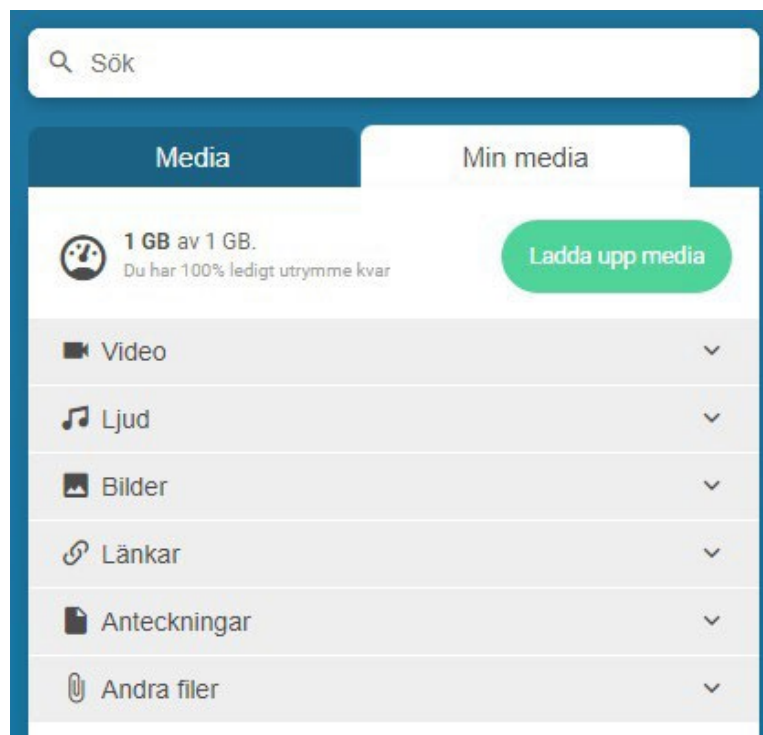 Sök
Media
Min media
1 GB av 1 GB.
Du har 100% ledigt utrymme kvar
Ladda upp media
Video
Ljud
Bilder
Länkar
Anteckningar
Andra filer